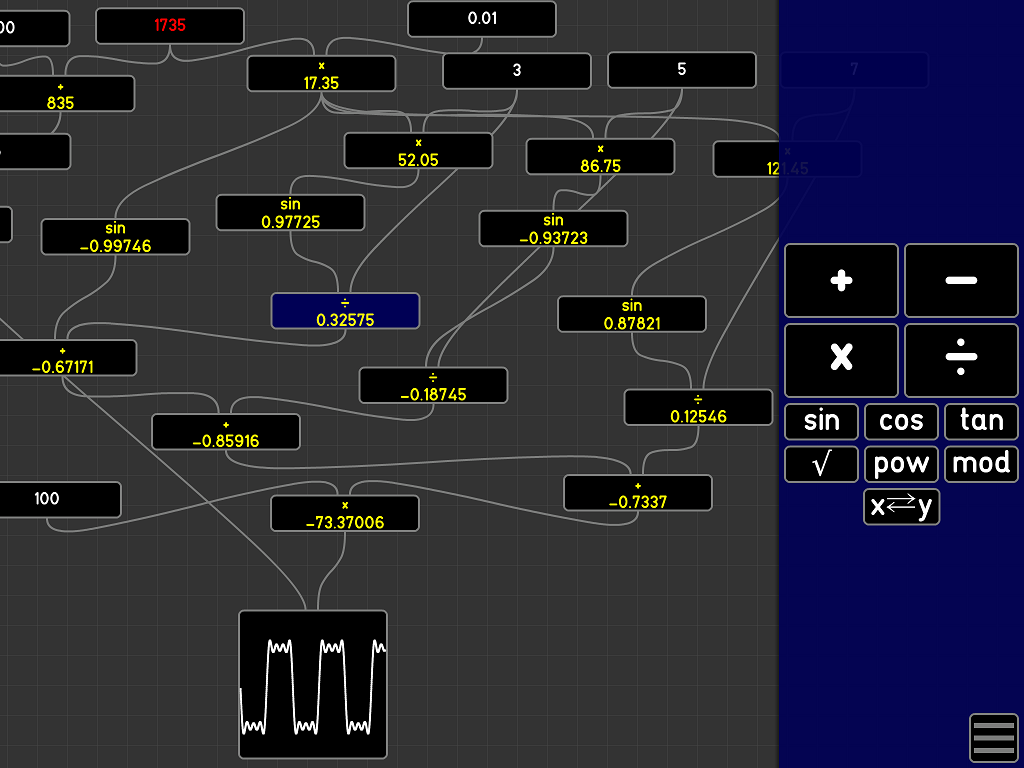 00
1735
0.01
x
17.35
3
5
7
+
835
x
52.05
x
86.75
x
121.45
sin
0.97725
sin
-0.99746
sin
-0.93723
÷
0.32575
sin
0.87821
+
-0.67171
÷
-0.18745
÷
0.12546
+
-0.85916
100
x
-73.37006
+
-0.7337
+
−
x
÷
sin
cos
tan
√
pow
mod
x⇄y